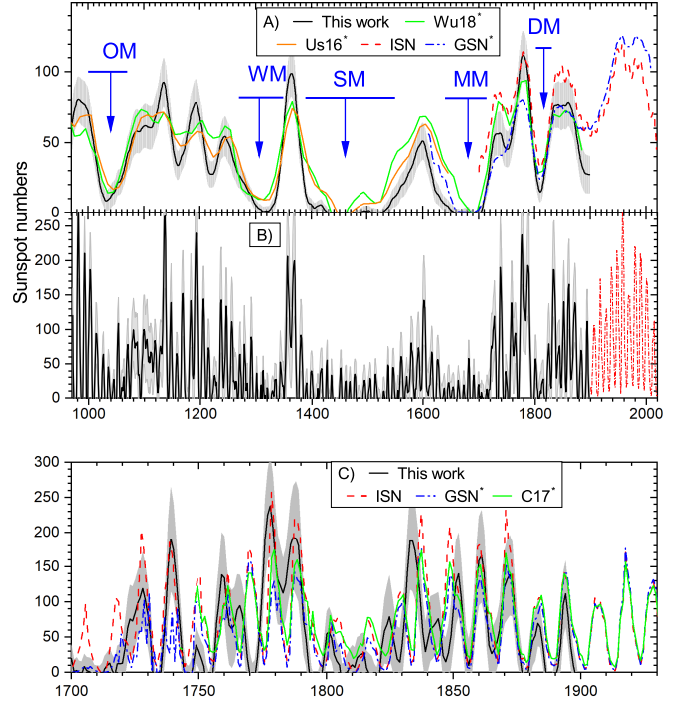 A) This work Wu18*
Us16* ISN GSN*
DM
OM
WM SM MM
100
50
0
Sunspot numbers
B)
250
200
150
100
50
0
1000 1200 1400 1600 1800 2000
C) This work
ISN GSN* C17*
300
250
200
150
100
50
0
1700 1750 1800 1850 1900